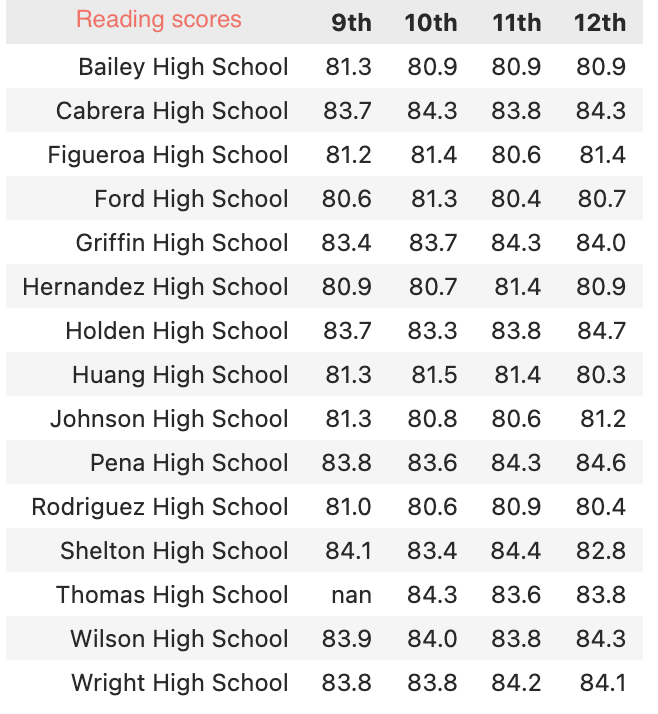 Reading scores 9th 10th 11th 12th
Bailey High School 81.3 80.9 80.9 80.9
Cabrera High School 83.7 84.3 83.8 84.3
Figueroa High School 81.2 81.4 80.6 81.4
Ford High School 80.6 81.3 80.4 80.7
Griffin High School 83.4 83.7 84.3 84.0
Hernandez High School 80.9 80.7 81.4 80.9
Holden High School 83.7 83.3 83.8 84.7
Huang High School 81.3 81.5 81.4 80.3
Johnson High School 81.3 80.8 80.6 81.2
Pena High School 83.8 83.6 84.3 84.6
Rodriguez High School 81.0 80.6 80.9 80.4
Shelton High School 84.1 83.4 84.4 82.8
Thomas High School nan 84.3 83.6 83.8
Wilson High School 83.9 84.0 83.8 84.3
Wright High School 83.8 83.8 84.2 84.1